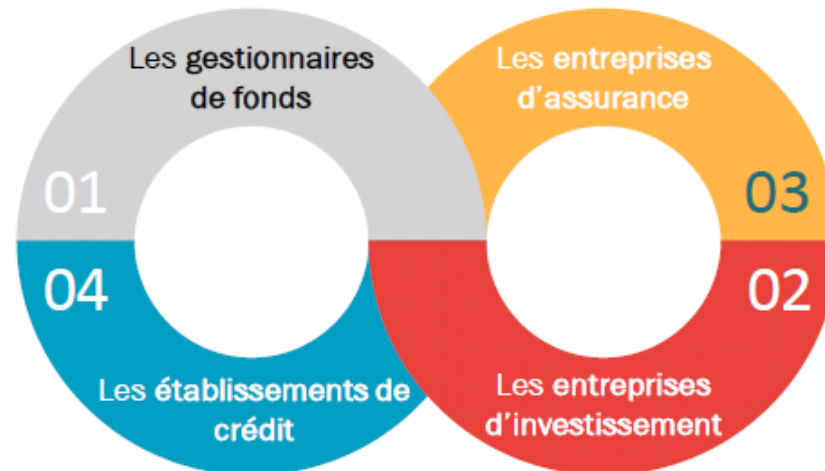 Les gestionnaires
de fonds
01
Les entreprises
d'assurance
03
04
Les établissements de
crédit
02
Les entreprises
d'investissement